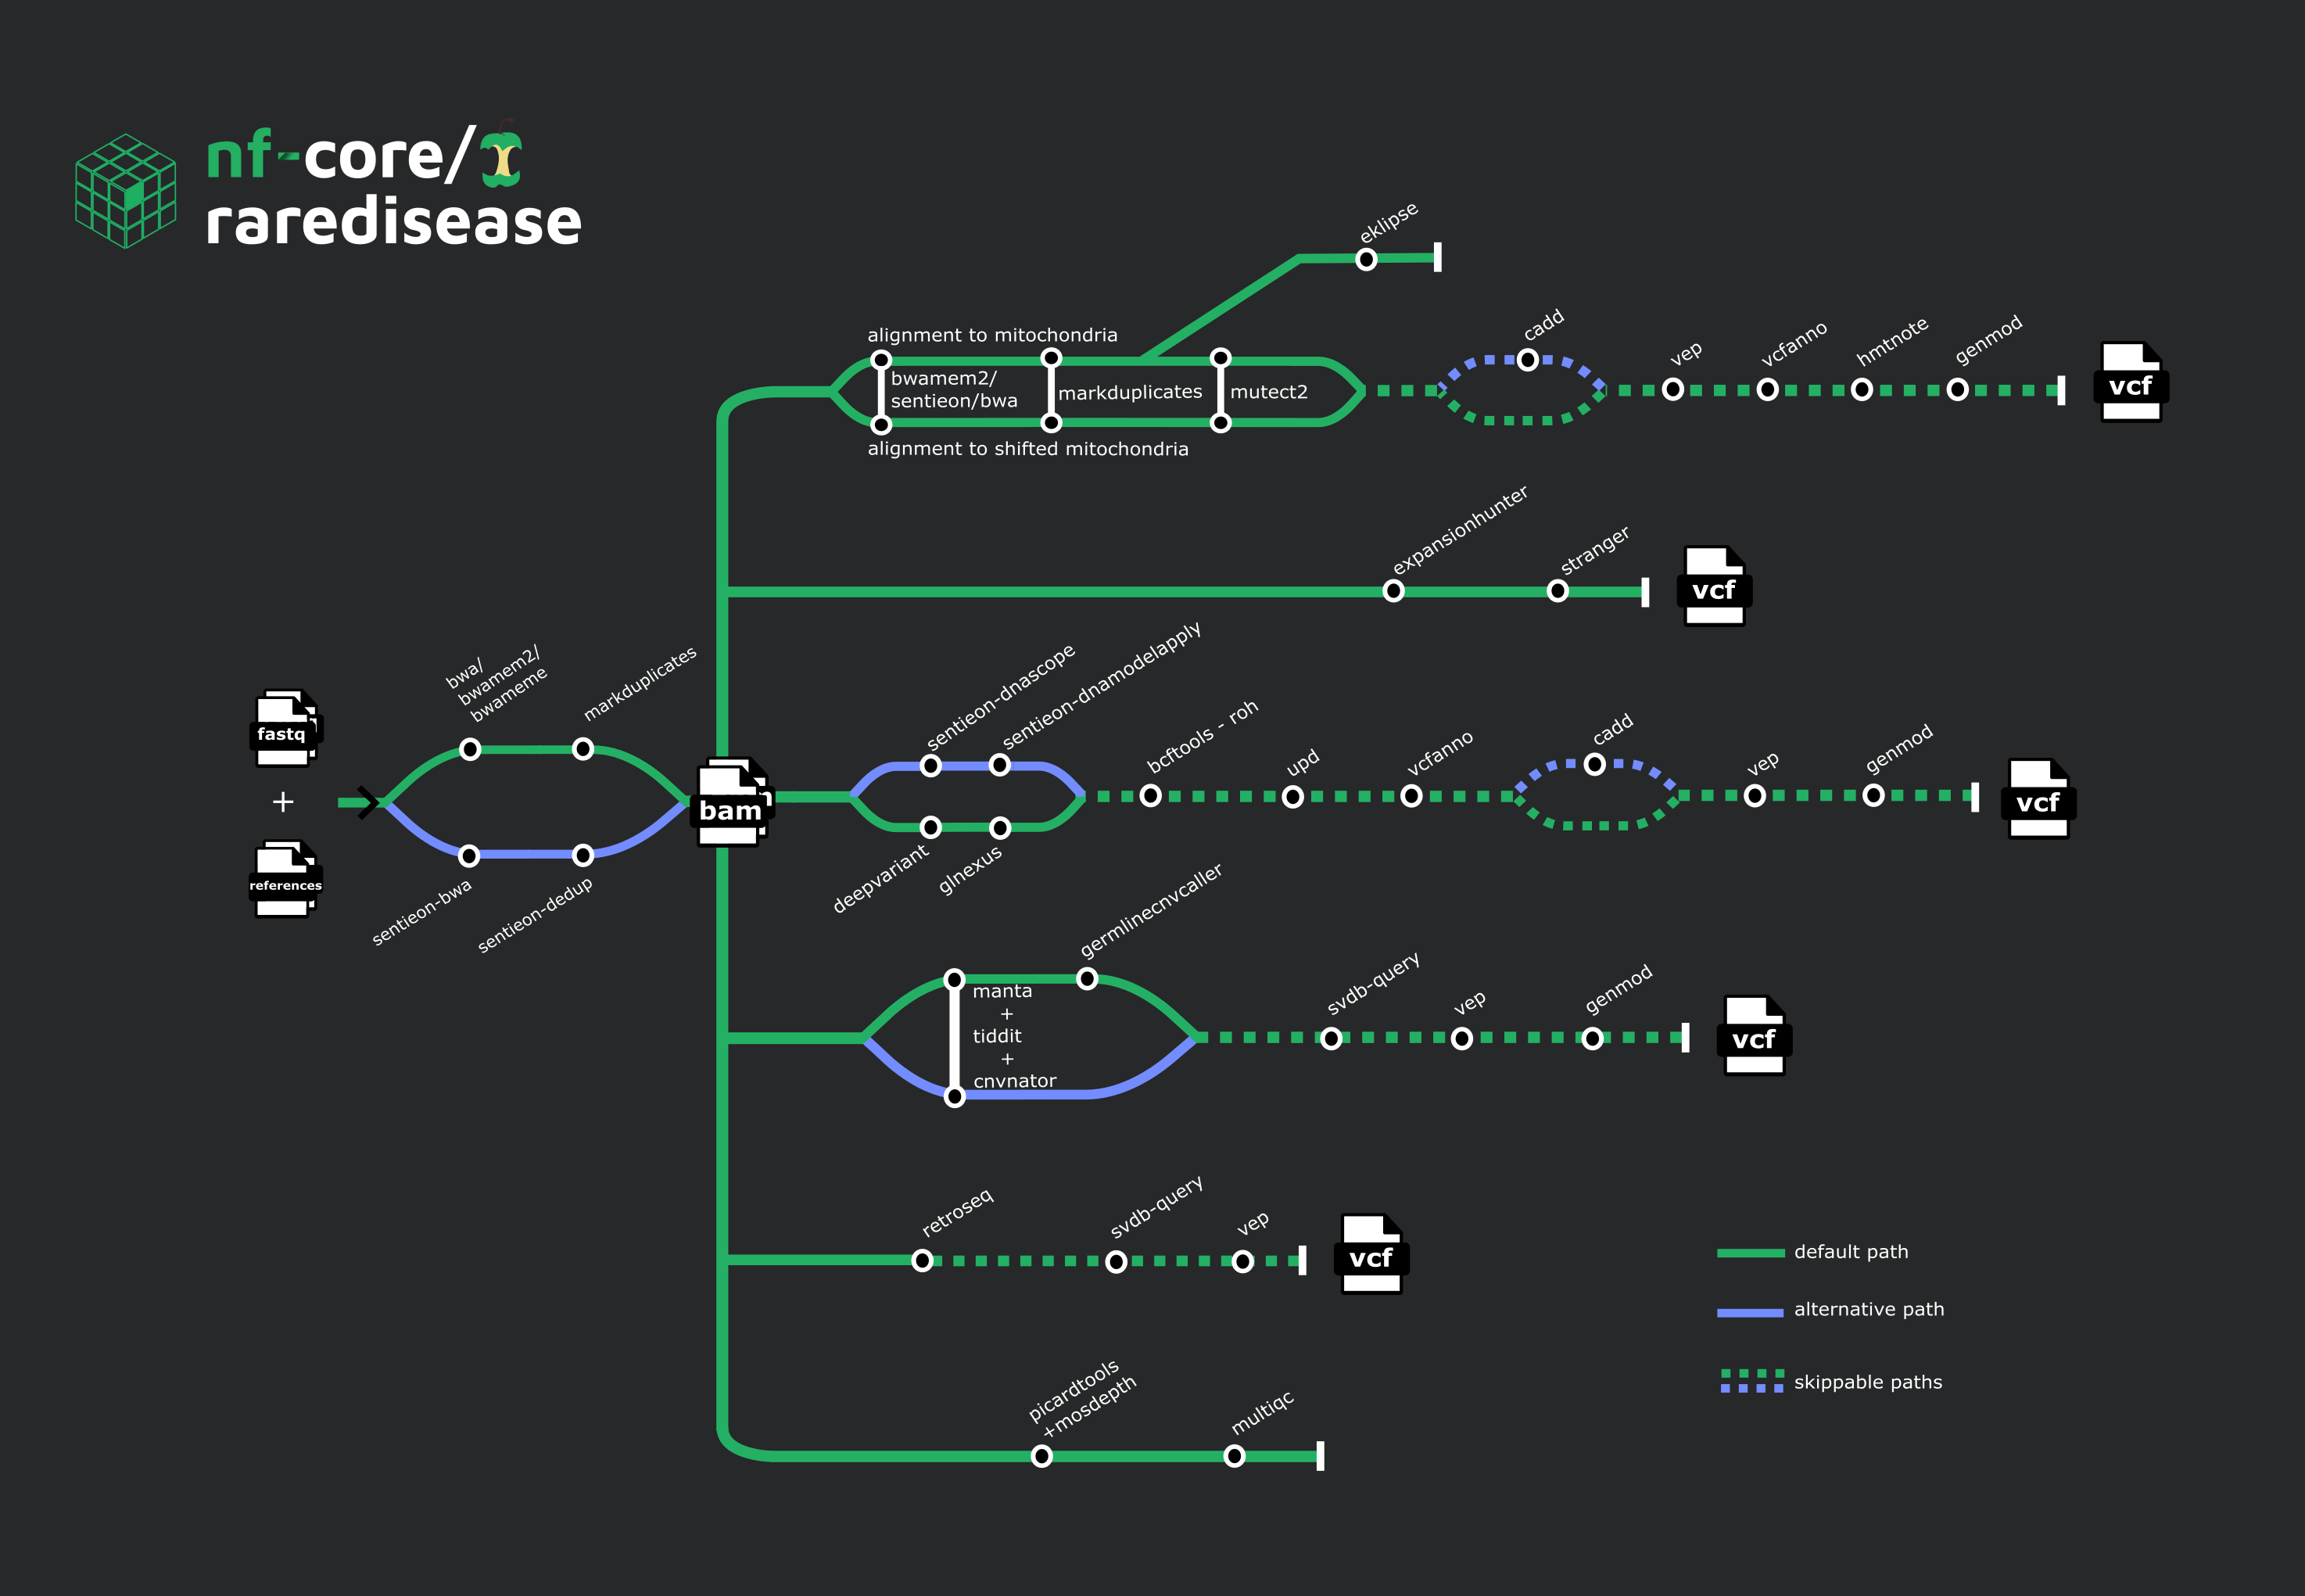 nf-core/
raredisease
eklipse
alignment to mitochondria
bwamem2/
sentieon/bwa
markduplicates
mutect2
alignment to shifted mitochondria
cadd
vep
vcfanno
hmtnote
genmod
vcf
expansionhunter
stranger
vcf
fastq
+
references
bwa/
bwamem2/
bwameme
markduplicates
sentieon-bwa
sentieon-dedup
bam
sentieon-dnascope
sentieon-dnamodelapply
deepvariant
glnexus
bcftools - roh
upd
vcfanno
cadd
vep
genmod
vcf
manta
+
tiddit
+
cnvnator
germlinecnvcaller
svdb-query
vep
genmod
vcf
retroseq
svdb-query
vep
vcf
picardtools
+mosdepth
multiqc
default path
alternative path
skippable paths